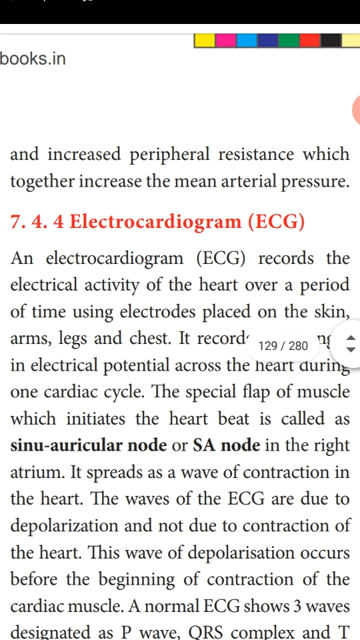 books.in
and increased peripheral resistance which
together increase the mean arterial pressure.
7. 4. 4 Electrocardiogram (ECG)
An electrocardiogram (ECG) records the
electrical activity of the heart over a period
of time using electrodes placed on the skin,
arms, legs and chest. It record
129 / 280
in electrical potential across the heart during
one cardiac cycle. The special flap of muscle
which initiates the heart beat is called as
sinu-auricular node or SA node in the right
atrium. It spreads as a wave of contraction in
the heart. The waves of the ECG are due to
depolarization and not due to contraction of
the heart. This wave of depolarisation occurs
before the beginning of contraction of the
cardiac muscle. A normal ECG shows 3 waves
designated as P wave, QRS complex and T